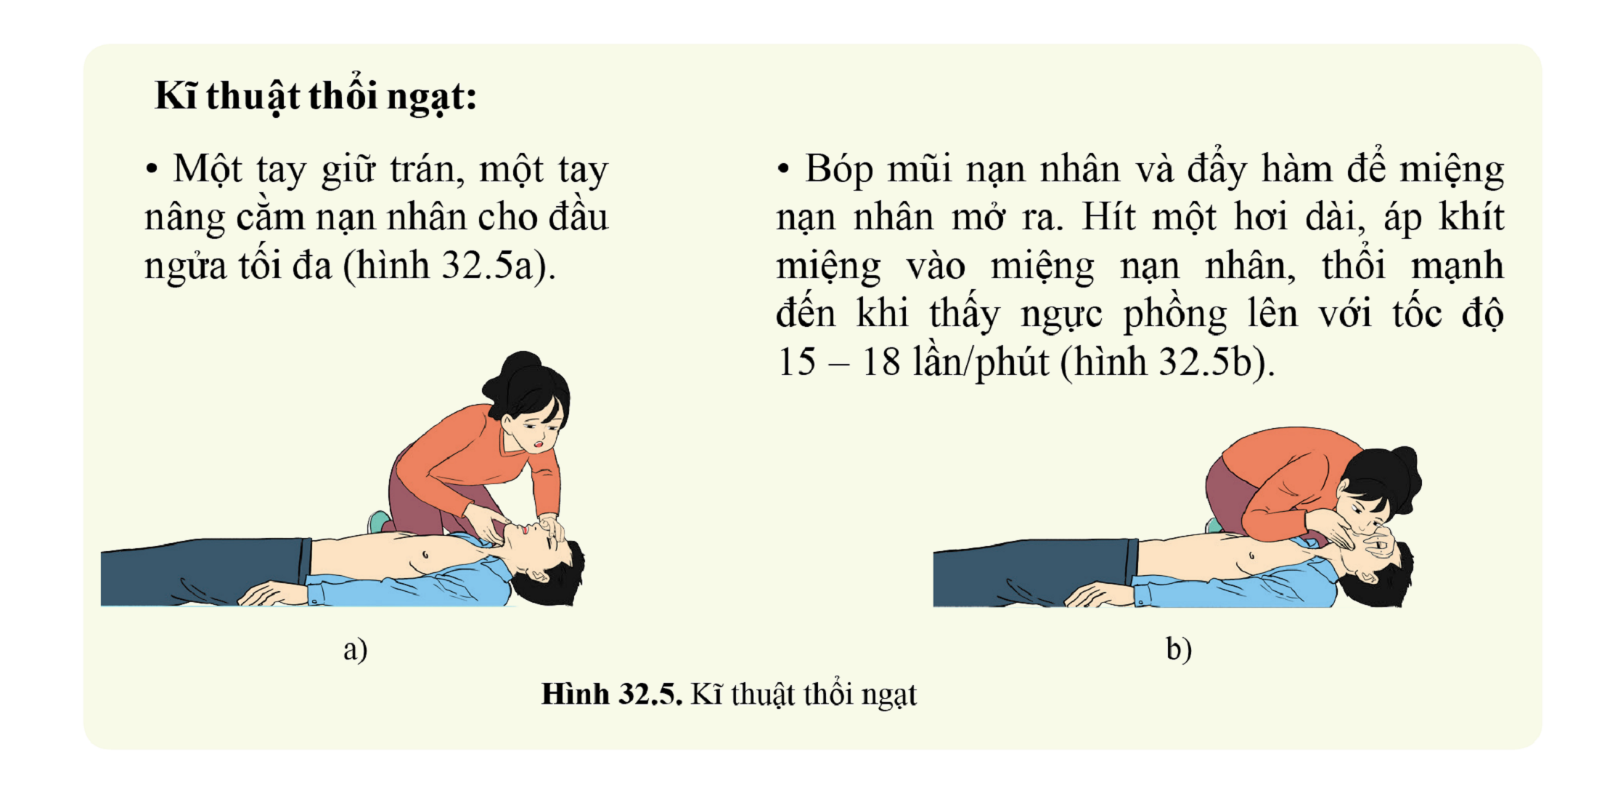 Kĩ thuật thổi ngạt:
• Một tay giữ trán, một tay
nâng cằm nạn nhân cho đầu
ngửa tối đa (hình 32.5a).
• Bóp mũi nạn nhân và đẩy hàm để miệng
nạn nhân mở ra. Hít một hơi dài, áp khít
miệng vào miệng nạn nhân, thổi mạnh
đến khi thấy ngực phồng lên với tốc độ
15 – 18 lần/phút (hình 32.5b).
a)
b)
Hình 32.5. Kĩ thuật thổi ngạt